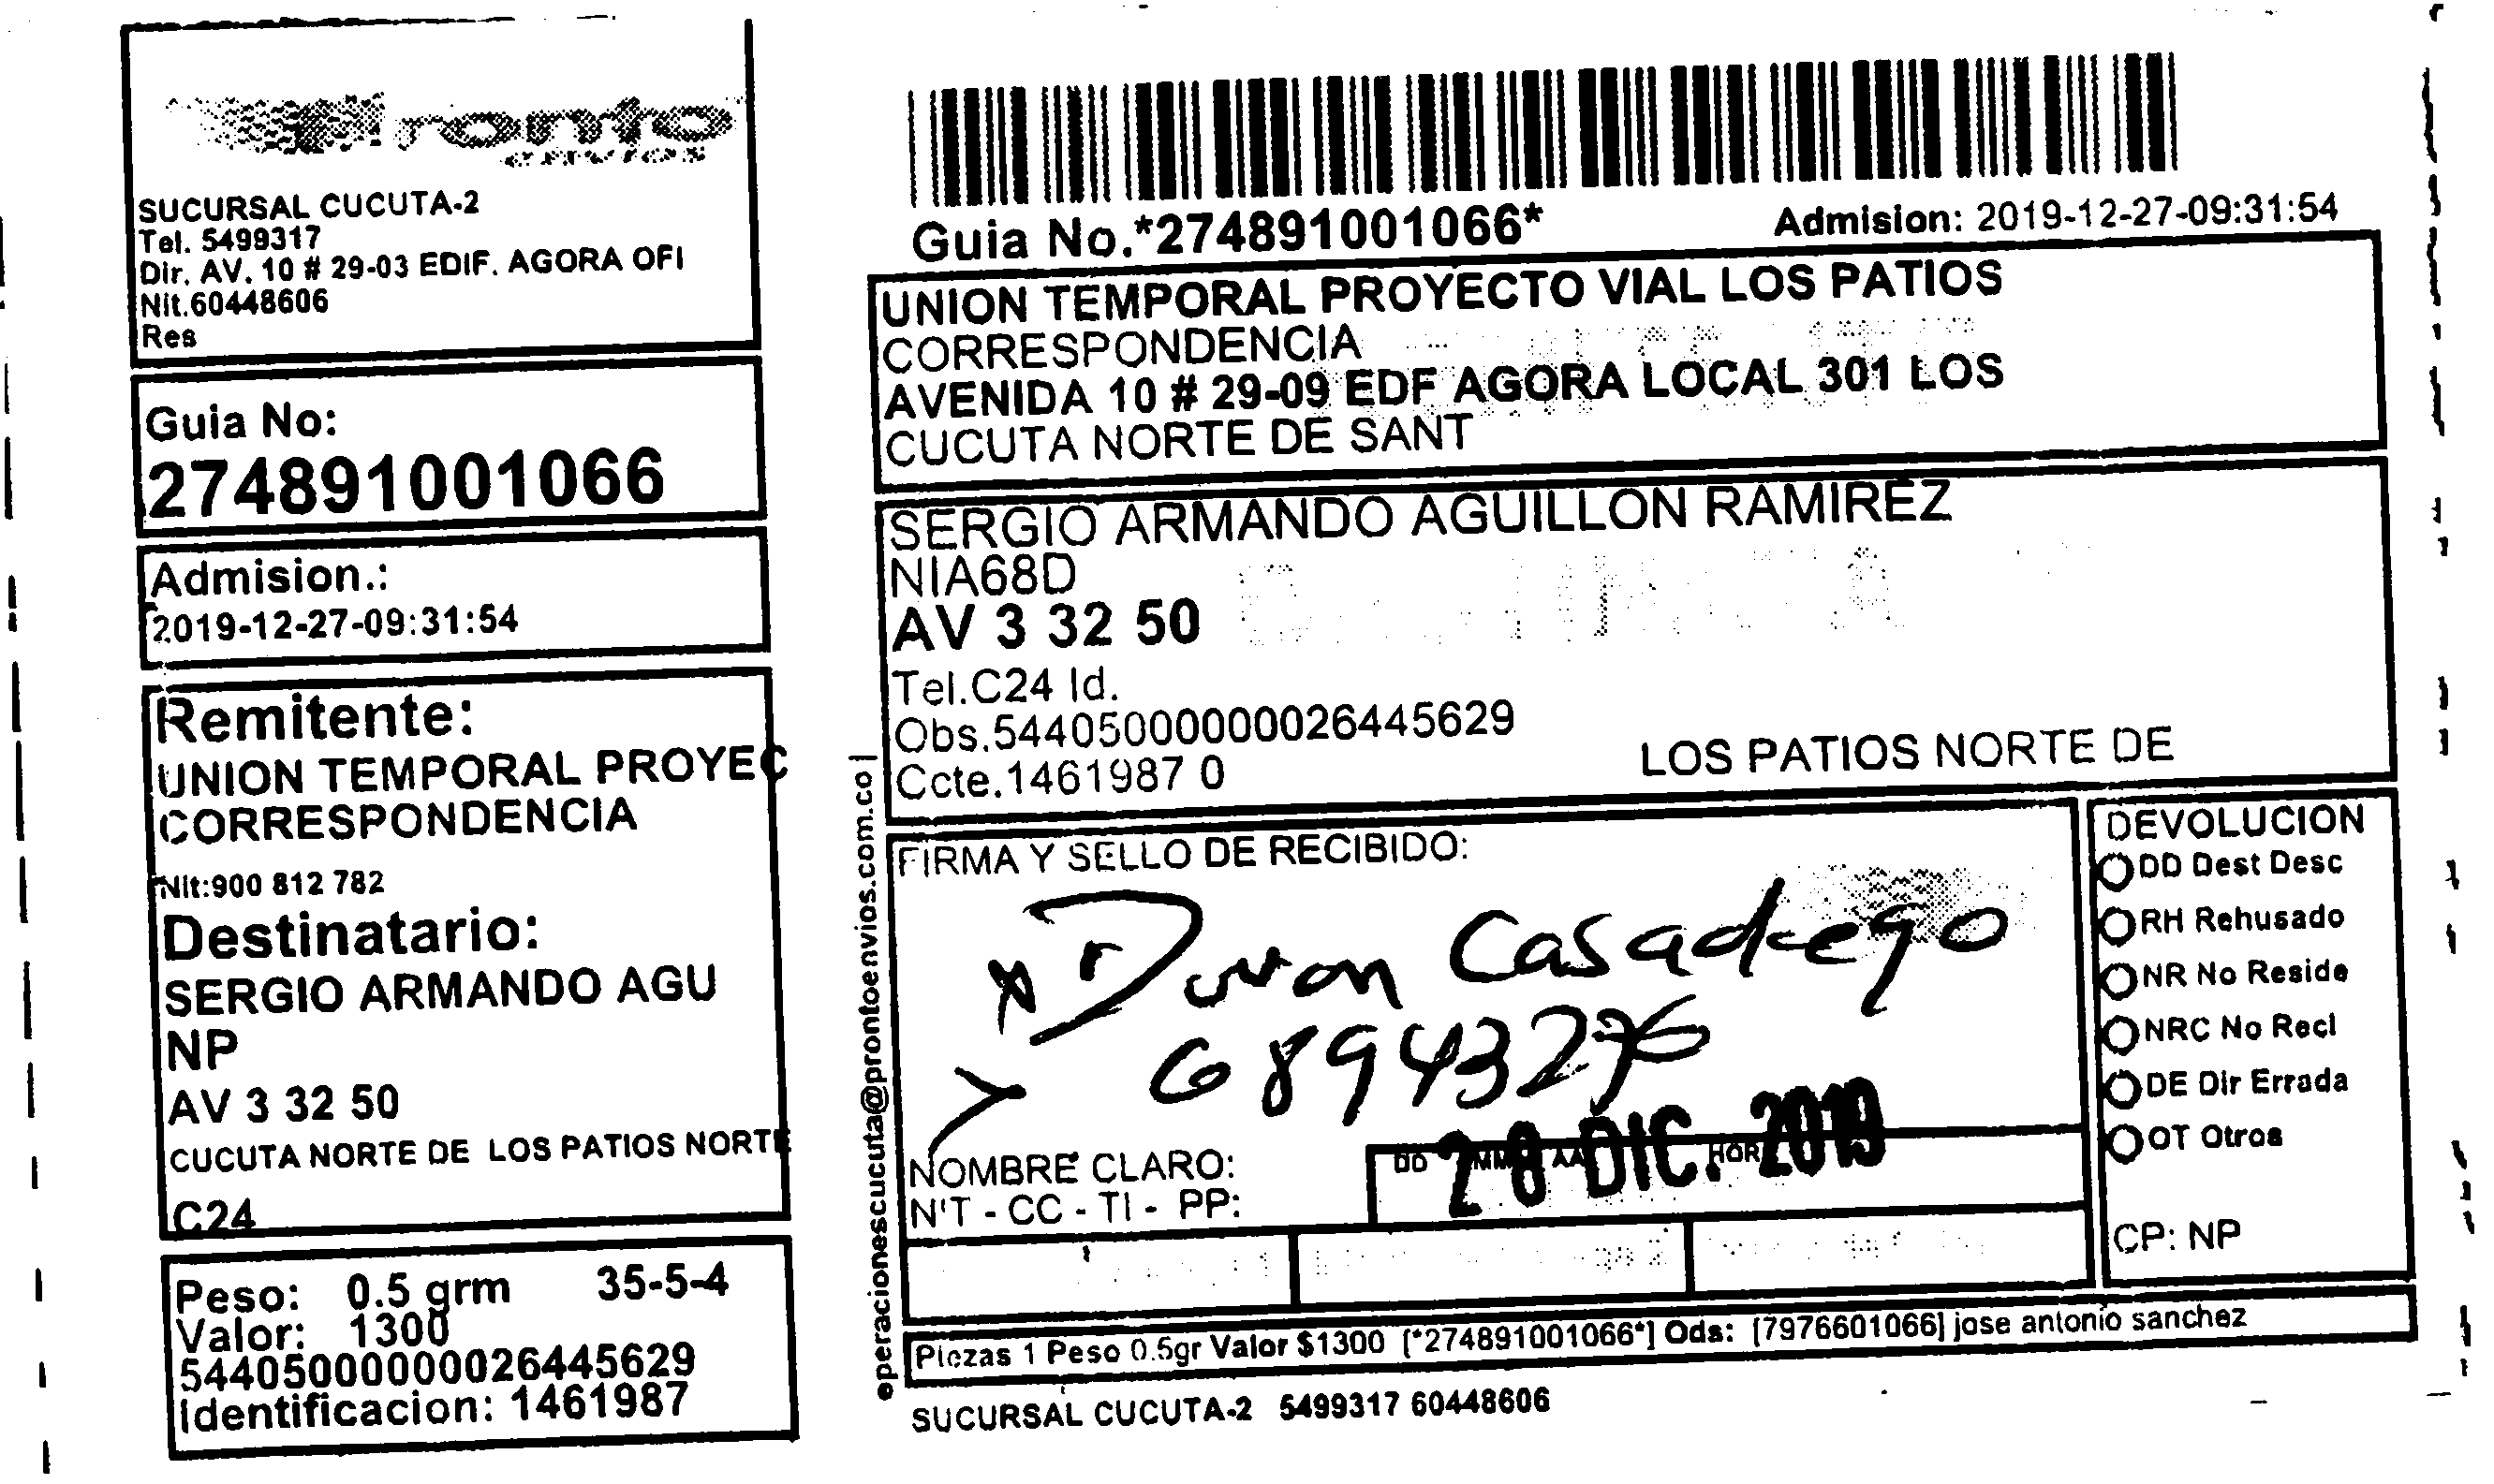 SUCURSAL CUCUTA-2
Tel. 5499317
Dir. AV. 10 # 29-03 EDIF. AGORA OFI
Nit.60448606
Res
Guia No:
274891001066
Admision.:
2019-12-27-09:31:54
Remitente:
UNION TEMPORAL PROYEC
CORRESPONDENCIA
Nit:900 812 782
Destinatario:
SERGIO ARMANDO AGU
NP
AV 3 32 50
CUCUTA NORTE DE LOS PATIOS NORTE
C24
Peso: 0.5 grm 35-5-4
Valor: 1300
54405000000026445629
Identificacion: 1461987
Guia No.*274891001066*
Admision: 2019-12-27-09:31:54
UNION TEMPORAL PROYECTO VIAL LOS PATIOS
CORRESPONDENCIA
AVENIDA 10 # 29-09 EDF AGORA LOCAL 301 LOS
CUCUTA NORTE DE SANT
SERGIO ARMANDO AGUILLON RAMIREZ
NIA68D
AV 3 32 50
Tel.C24 Id.
Obs.54405000000026445629
Ccte.1461987 0
LOS PATIOS NORTE DE
operacionescucuta@prontoenvios.com.co|
FIRMA Y SELLO DE RECIBIDO:
Casadiego
68943276
28 DIC. 2019
NOMBRE CLARO:
DD MM AA HOR
N'T - CC - TI - PP:
DEVOLUCION
DD Dest Desc
RH Rehusado
NR No Reside
NRC No Recl
DE Dir Errada
OT Otros
CP: NP
Piezas 1 Peso 0.5gr Valor $1300 [*274891001066*] Ods: [7976601066] jose antonio sanchez
SUCURSAL CUCUTA-2 5499317 60448606